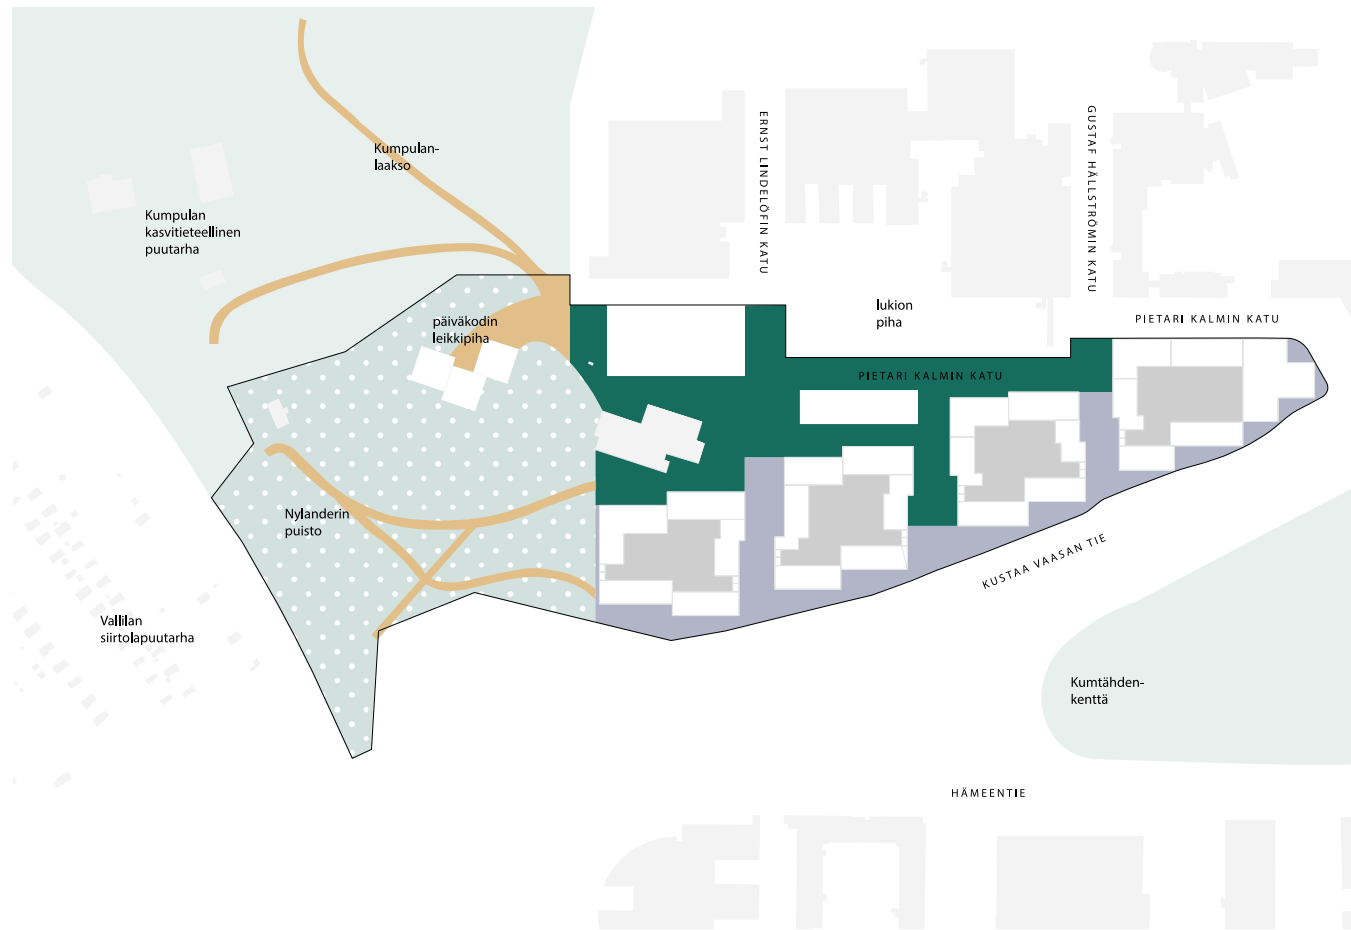 Kumpulan-
laakso
Kumpulan
kasvitieteellinen
puutarha
ERNST LINDELÖFIN KATU
GUSTAF HÄLLSTRÖMIN KATU
lukion
piha
PIETARI KALMIN KATU
päiväkodin
leikkipiha
PIETARI KALMIN KATU
Nylanderin
puisto
KUSTAA VAASAN TIE
Vallilan
siirtolapuutarha
Kumtähden-
kenttä
HÄMEENTIE